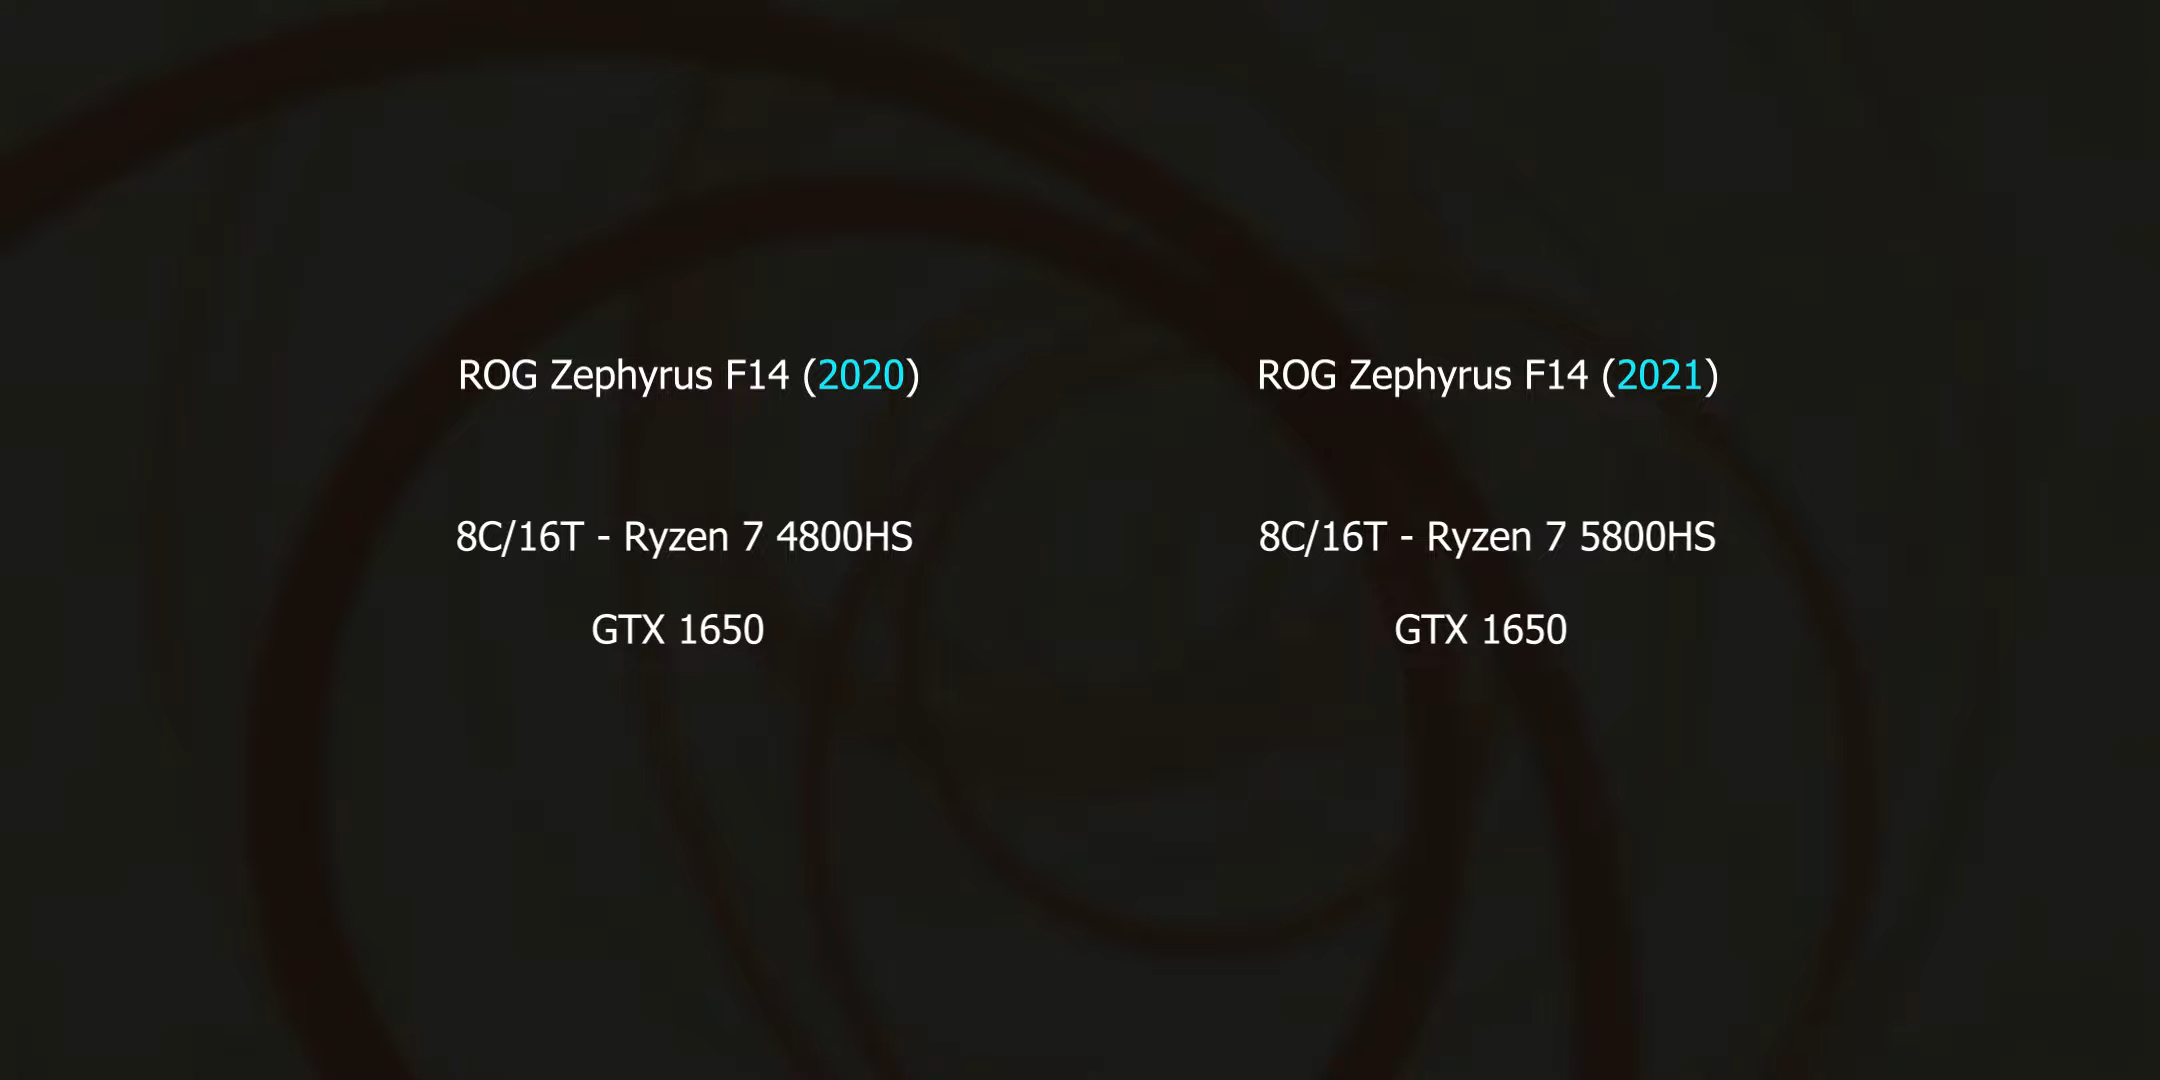 ROG Zephyrus F14 (2020)
8C/16T - Ryzen 7 4800HS
GTX 1650
ROG Zephyrus F14 (2021)
8C/16T - Ryzen 7 5800HS
GTX 1650